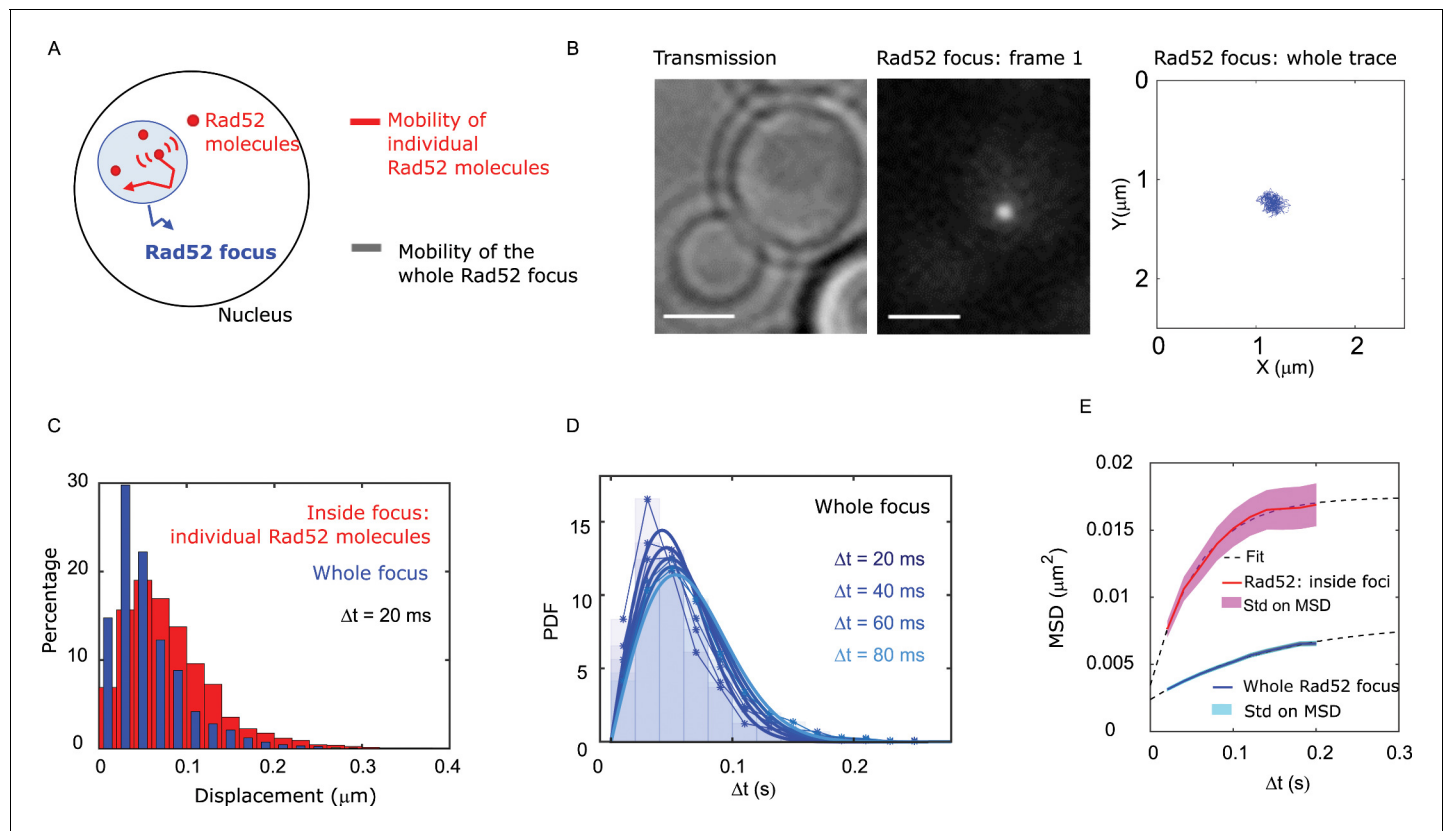 A
Rad52
molecules
Rad52 focus
Nucleus
Mobility of
individual
Rad52 molecules
Mobility of the
whole Rad52 focus
B
Transmission
Rad52 focus: frame 1
Rad52 focus: whole trace
0
1
2
Y(μm)
0
1
2
X (μm)
C
30
20
10
0
Percentage
Inside focus:
individual Rad52 molecules
Whole focus
Δt = 20 ms
0
0.1
0.2
0.3
0.4
Displacement (μm)
D
15
10
5
0
PDF
Whole focus
Δt = 20 ms
Δt = 40 ms
Δt = 60 ms
Δt = 80 ms
0
0.1
0.2
Δt (s)
E
0.02
0.015
0.01
0.005
0
MSD (μm²)
Fit
Rad52: inside foci
Std on MSD
Whole Rad52 focus
Std on MSD
0
0.1
0.2
0.3
Δt (s)